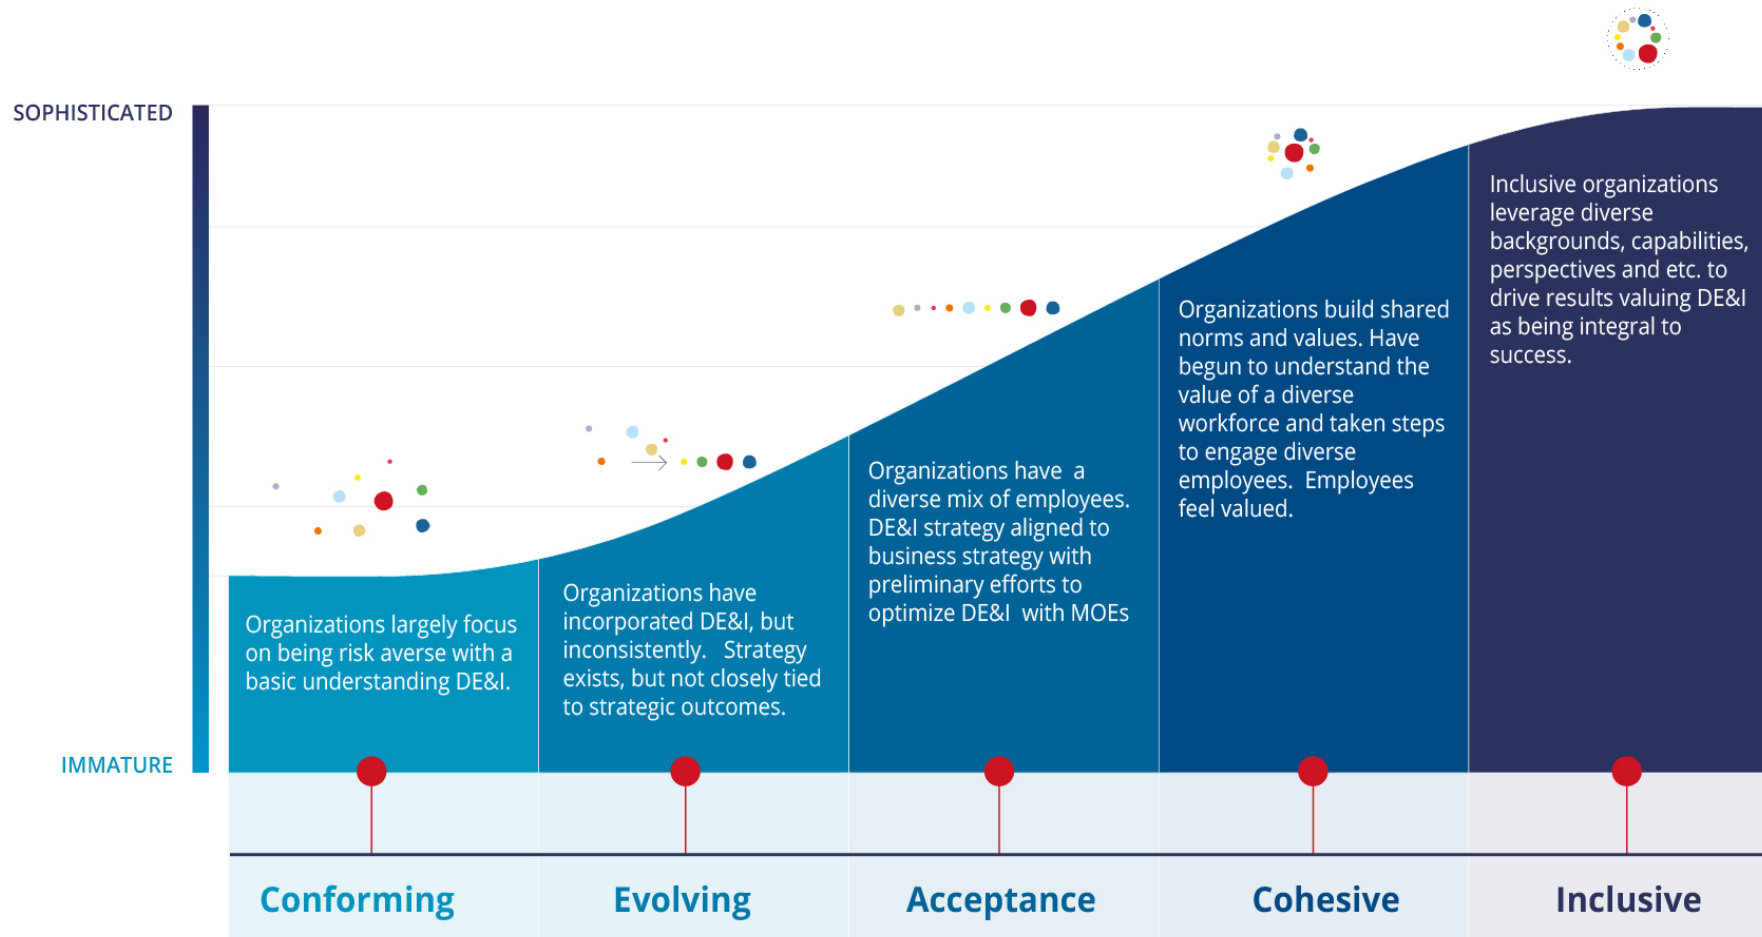 SOPHISTICATED
IMMATURE
Organizations largely focus
on being risk averse with a
basic understanding DE&I.
Organizations have
incorporated DE&I, but
inconsistently. Strategy
exists, but not closely tied
to strategic outcomes.
Organizations have a
diverse mix of employees.
DE&I strategy aligned to
business strategy with
preliminary efforts to
optimize DE&I with MOEs
Organizations build shared
norms and values. Have
begun to understand the
value of a diverse
workforce and taken steps
to engage diverse
employees. Employees
feel valued.
Inclusive organizations
leverage diverse
backgrounds, capabilities,
perspectives and etc. to
drive results valuing DE&I
as being integral to
success.
Conforming
Evolving
Acceptance
Cohesive
Inclusive